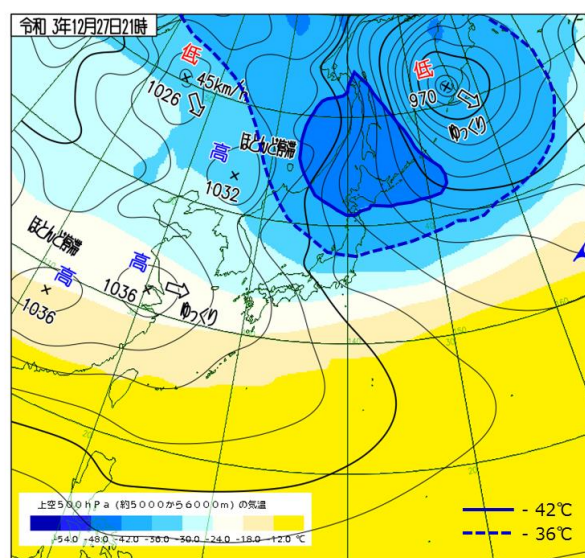 令和 3年12月27日21時
低
45km/h
1026
低
970
ゆっくり
ほとんど停滞
高
1032
ほとんど停滞
高
高
1036
1036
ゆっくり
上空500hPa (約5000から6000m) の気温
-54.0 -48.0 -42.0 -36.0 -30.0 -24.0 -18.0 -12.0 ℃
- 42℃
- 36℃